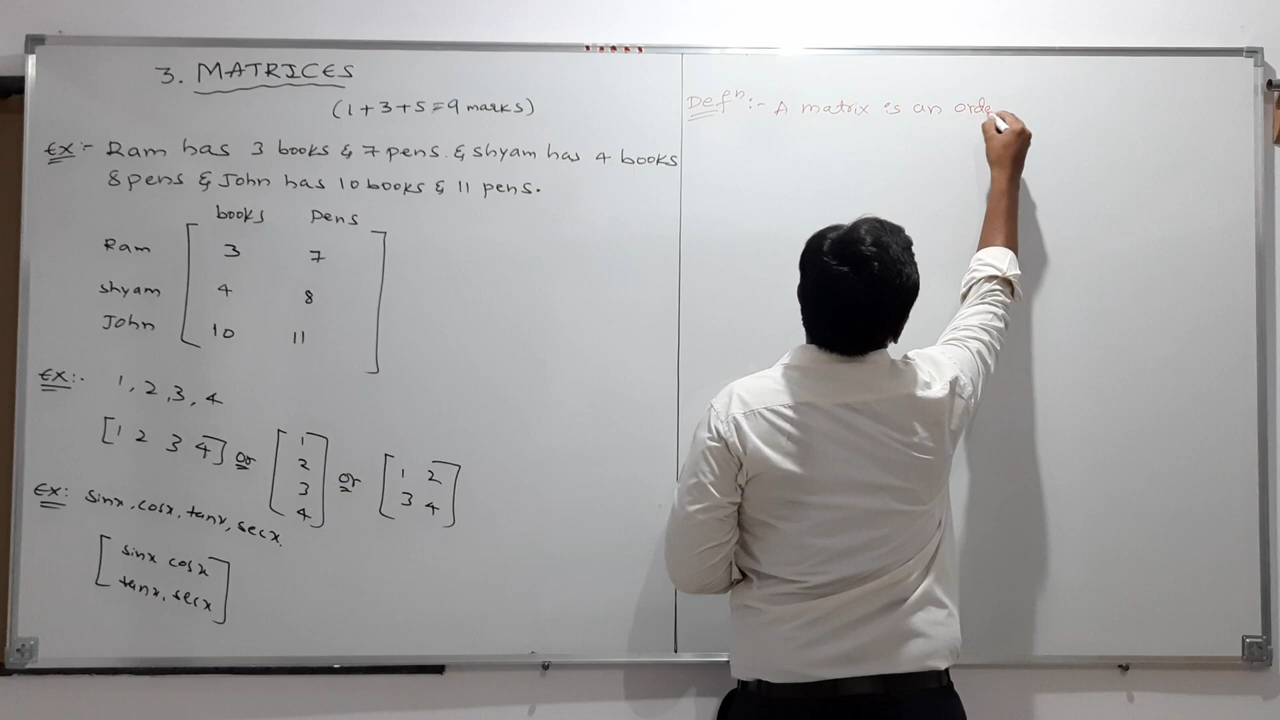 3. MATRICES
(1+3+5=9 marks)
Ex:- Ram has 3 books & 7 pens. & Shyam has 4 books
8 pens & John has 10 books & 11 pens.
books Pens
Ram 3 7
Shyam 4 8
John 10 11
Ex:- 1, 2, 3, 4
[1 2 3 4] or [1 2 3 4] or [1 2
3 4]
Ex: sinx, cosx, tanx, secx.
[sinx cosx
tanx, secx]
Defⁿ:- A matrix is an orde